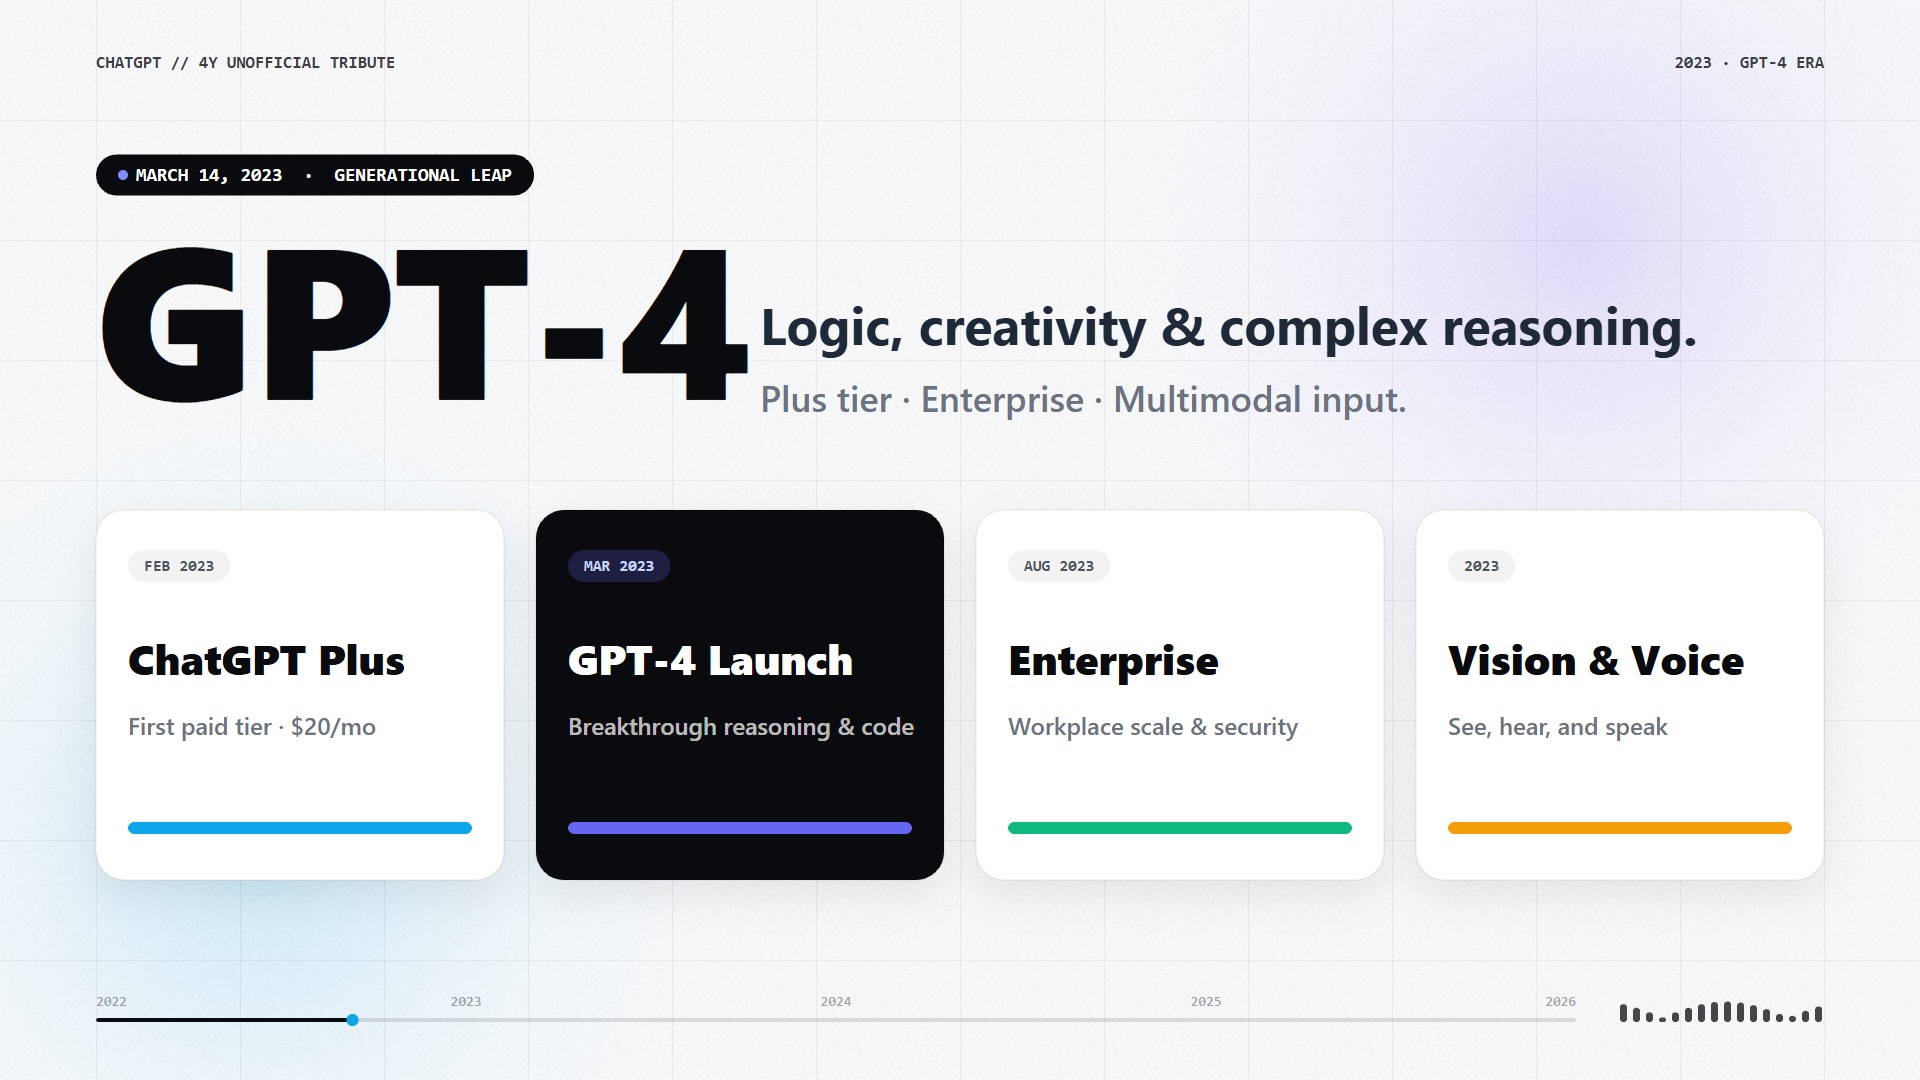 CHATGPT // 4Y UNOFFICIAL TRIBUTE
2023 · GPT-4 ERA
MARCH 14, 2023 · GENERATIONAL LEAP
GPT-4
Logic, creativity & complex reasoning.
Plus tier · Enterprise · Multimodal input.
FEB 2023
ChatGPT Plus
First paid tier · $20/mo
MAR 2023
GPT-4 Launch
Breakthrough reasoning & code
AUG 2023
Enterprise
Workplace scale & security
2023
Vision & Voice
See, hear, and speak
2022
2023
2024
2025
2026